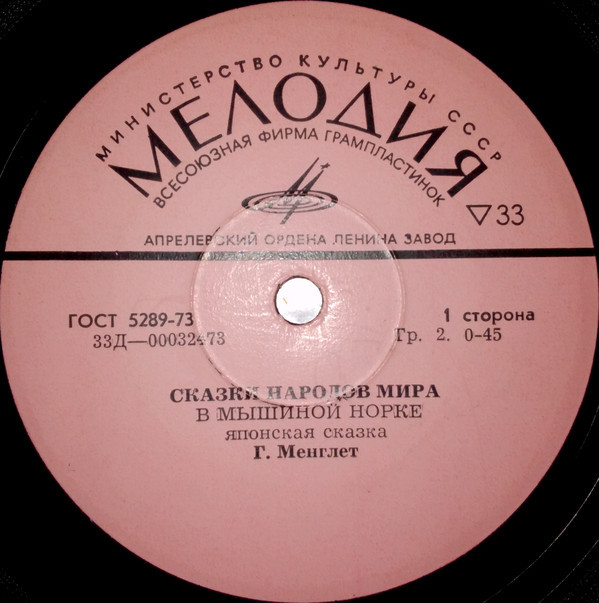 МИНИСТЕРСТВО КУЛЬТУРЫ СССР
МЕЛОДИЯ
ВСЕСОЮЗНАЯ ФИРМА ГРАМПЛАСТИНОК
▽33
АПРЕЛЕВСКИЙ ОРДЕНА ЛЕНИНА ЗАВОД
ГОСТ 5289-73
1 сторона
33Д—00032473
Гр. 2. 0-45
СКАЗКИ НАРОДОВ МИРА
В МЫШИНОЙ НОРКЕ
японская сказка
Г. Менглет